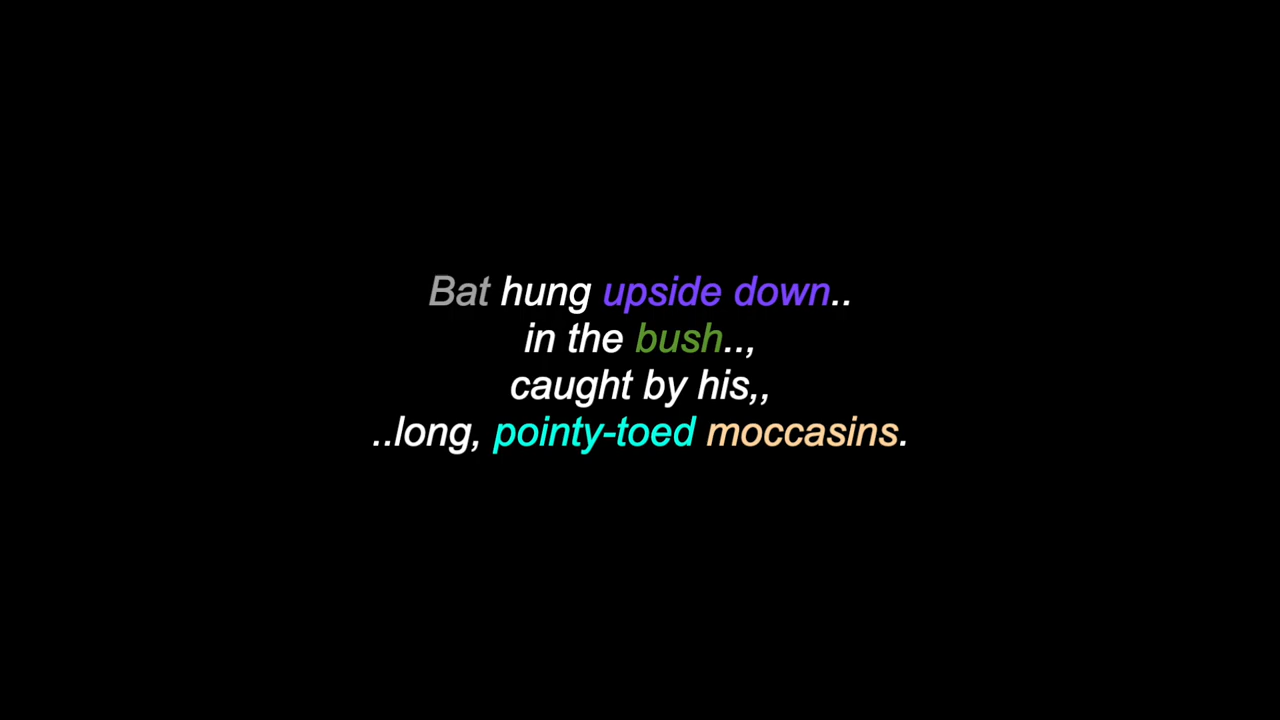 Bat hung upside down..
in the bush..,
caught by his,,
..long, pointy-toed moccasins.